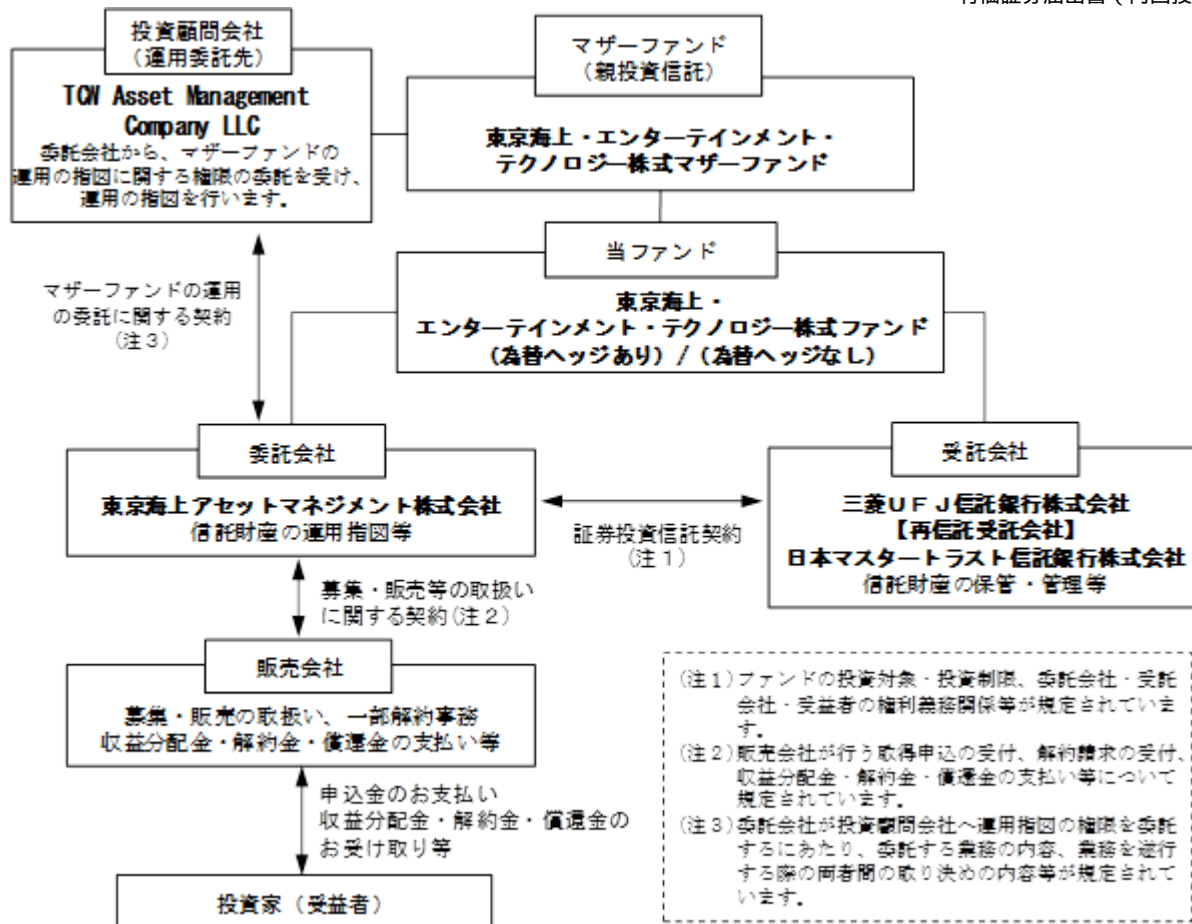 投資顧問会社
(運用委託先)
TCW Asset Management
Company LLC
委託会社から、マザーファンドの
運用の指図に関する権限の委託を受け、
運用の指図を行います。
マザーファンド
(親投資信託)
東京海上・エンターテインメント・
テクノロジー株式マザーファンド
当ファンド
東京海上・
エンターテインメント・テクノロジー株式ファンド
(為替ヘッジあり) / (為替ヘッジなし)
マザーファンドの運用
の委託に関する契約
(注3)
委託会社
東京海上アセットマネジメント株式会社
信託財産の運用指図等
証券投資信託契約
(注1)
受託会社
三菱UFJ信託銀行株式会社
【再信託受託会社】
日本マスタートラスト信託銀行株式会社
信託財産の保管・管理等
募集・販売等の取扱い
に関する契約(注2)
販売会社
募集・販売の取扱い、一部解約事務
収益分配金・解約金・償還金の支払い等
申込金のお支払い
収益分配金・解約金・償還金の
お受け取り等
投資家(受益者)
(注1)ファンドの投資対象・投資制限、委託会社・受託
会社・受益者の権利義務関係等が規定されていま
す。
(注2)販売会社が行う取得申込の受付、解約請求の受付、
収益分配金・解約金・償還金の支払い等について
規定されています。
(注3)委託会社が投資顧問会社へ運用指図の権限を委託
するにあたり、委託する業務の内容、業務を遂行
する際の両者間の取り決めの内容等が規定されて
います。